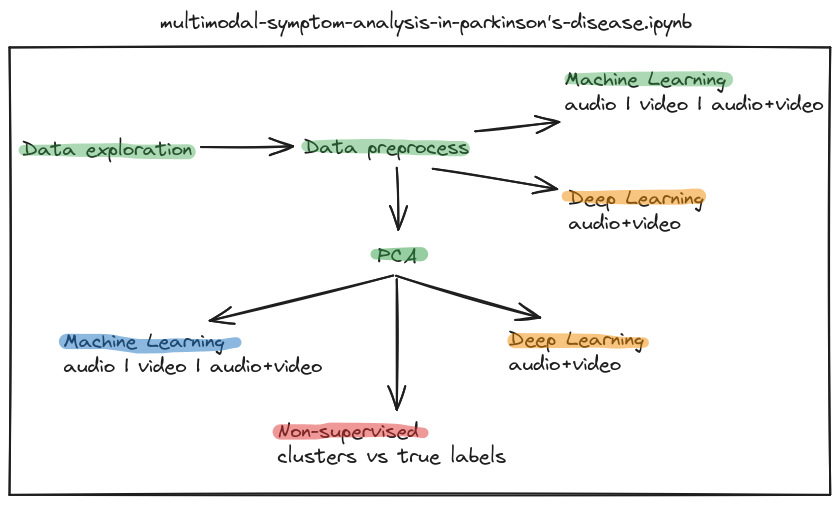 multimodal-symptom-analysis-in-parkinson's-disease.ipynb
Machine Learning
audio | video | audio+video
Data exploration
Data preprocess
Deep Learning
audio+video
PCA
Machine Learning
audio | video | audio+video
Deep Learning
audio+video
Non-supervised
clusters vs true labels